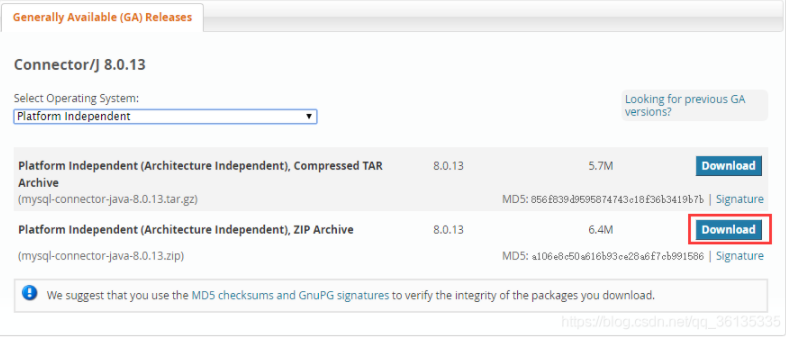 Generally Available (GA) Releases
Connector/J 8.0.13
Select Operating System:
Platform Independent
Looking for previous GA
versions?
Platform Independent (Architecture Independent), Compressed TAR
Archive
8.0.13
5.7M
Download
(mysql-connector-java-8.0.13.tar.gz)
MD5: 856f839d9595874743c18f36b3419b7b | Signature
Platform Independent (Architecture Independent), ZIP Archive
8.0.13
6.4M
Download
(mysql-connector-java-8.0.13.zip)
MD5: a106e8c50a616b93ce28a6f7cb991586 | Signature
We suggest that you use the MD5 checksums and GnuPG signatures to verify the integrity of the packages you download.
https://blog.csdn.net/qq_36135335